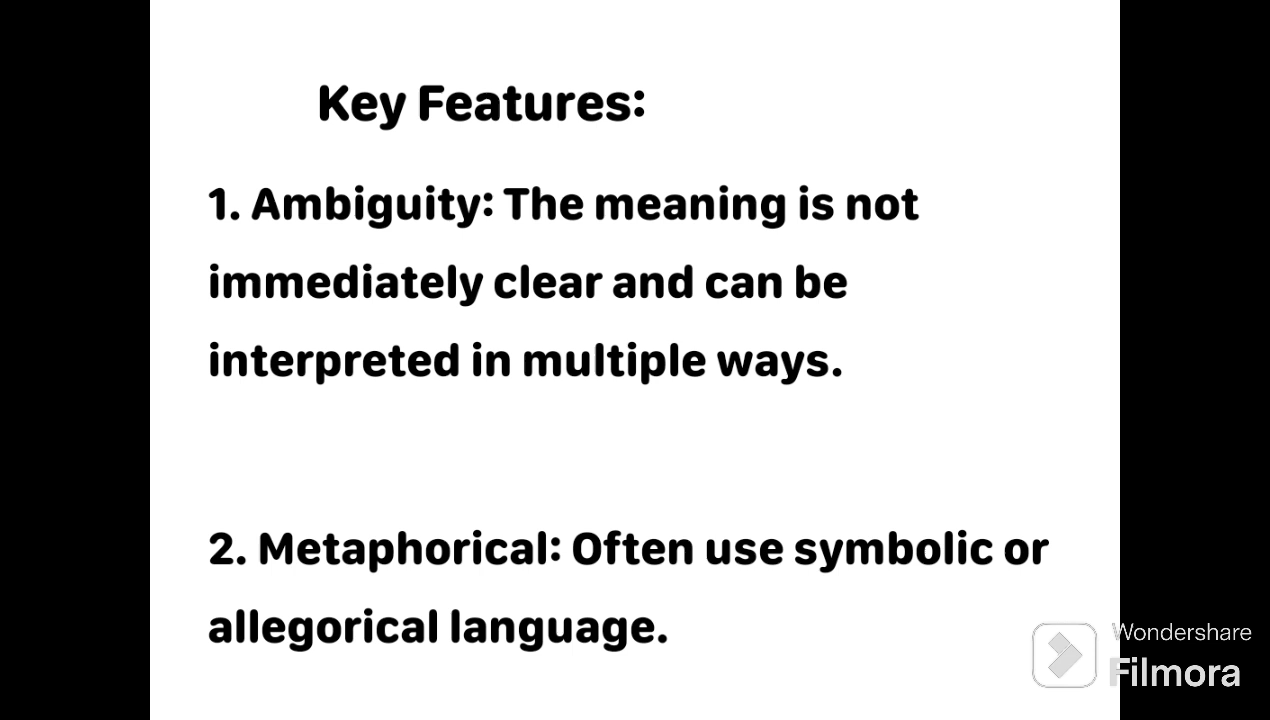 Key Features:
1. Ambiguity: The meaning is not
immediately clear and can be
interpreted in multiple ways.
2. Metaphorical: Often use symbolic or
allegorical language.
Wondershare
Filmora